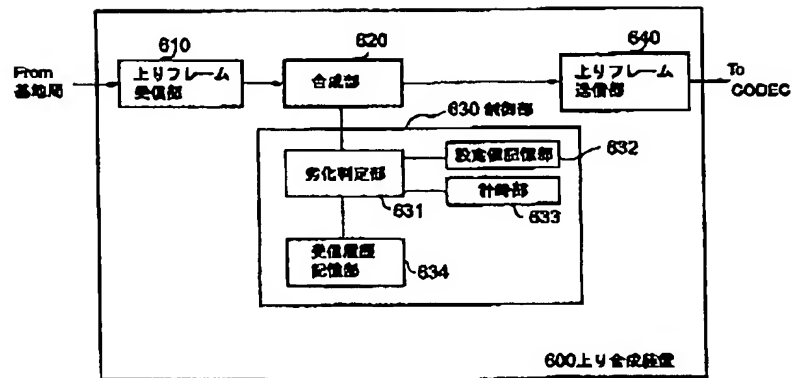 610
620
640
From
基地局
上りフレーム
受信部
合成部
上りフレーム
送信部
To
CODEC
630 制御部
劣化判定部
631
設定値記憶部
632
計時部
633
受信履歴
記憶部
634
600上り合成装置